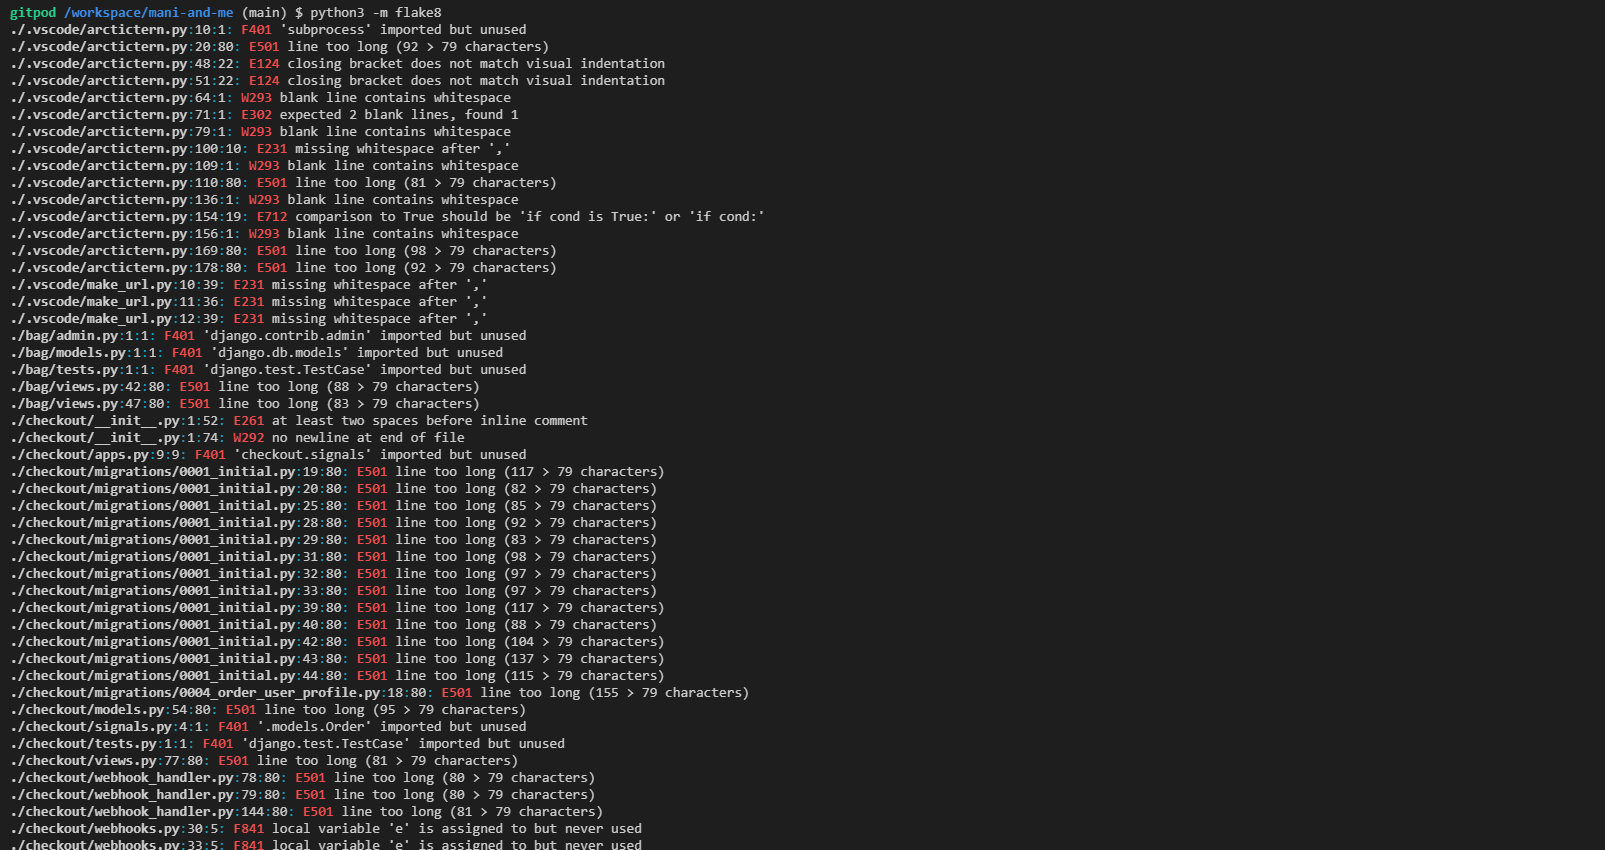 gitpod /workspace/mani-and-me (main) $ python3 -m flake8
./.vscode/arctictern.py:10:1: F401 'subprocess' imported but unused
./.vscode/arctictern.py:20:80: E501 line too long (92 > 79 characters)
./.vscode/arctictern.py:48:22: E124 closing bracket does not match visual indentation
./.vscode/arctictern.py:51:22: E124 closing bracket does not match visual indentation
./.vscode/arctictern.py:64:1: W293 blank line contains whitespace
./.vscode/arctictern.py:71:1: E302 expected 2 blank lines, found 1
./.vscode/arctictern.py:79:1: W293 blank line contains whitespace
./.vscode/arctictern.py:100:10: E231 missing whitespace after ','
./.vscode/arctictern.py:109:1: W293 blank line contains whitespace
./.vscode/arctictern.py:110:80: E501 line too long (81 > 79 characters)
./.vscode/arctictern.py:136:1: W293 blank line contains whitespace
./.vscode/arctictern.py:154:19: E712 comparison to True should be 'if cond is True:' or 'if cond:'
./.vscode/arctictern.py:156:1: W293 blank line contains whitespace
./.vscode/arctictern.py:169:80: E501 line too long (98 > 79 characters)
./.vscode/arctictern.py:178:80: E501 line too long (92 > 79 characters)
./.vscode/make_url.py:10:39: E231 missing whitespace after ','
./.vscode/make_url.py:11:36: E231 missing whitespace after ','
./.vscode/make_url.py:12:39: E231 missing whitespace after ','
./bag/admin.py:1:1: F401 'django.contrib.admin' imported but unused
./bag/models.py:1:1: F401 'django.db.models' imported but unused
./bag/tests.py:1:1: F401 'django.test.TestCase' imported but unused
./bag/views.py:42:80: E501 line too long (88 > 79 characters)
./bag/views.py:47:80: E501 line too long (83 > 79 characters)
./checkout/__init__.py:1:52: E261 at least two spaces before inline comment
./checkout/__init__.py:1:74: W292 no newline at end of file
./checkout/apps.py:9:9: F401 'checkout.signals' imported but unused
./checkout/migrations/0001_initial.py:19:80: E501 line too long (117 > 79 characters)
./checkout/migrations/0001_initial.py:20:80: E501 line too long (82 > 79 characters)
./checkout/migrations/0001_initial.py:25:80: E501 line too long (85 > 79 characters)
./checkout/migrations/0001_initial.py:28:80: E501 line too long (92 > 79 characters)
./checkout/migrations/0001_initial.py:29:80: E501 line too long (83 > 79 characters)
./checkout/migrations/0001_initial.py:31:80: E501 line too long (98 > 79 characters)
./checkout/migrations/0001_initial.py:32:80: E501 line too long (97 > 79 characters)
./checkout/migrations/0001_initial.py:33:80: E501 line too long (97 > 79 characters)
./checkout/migrations/0001_initial.py:39:80: E501 line too long (117 > 79 characters)
./checkout/migrations/0001_initial.py:40:80: E501 line too long (88 > 79 characters)
./checkout/migrations/0001_initial.py:42:80: E501 line too long (104 > 79 characters)
./checkout/migrations/0001_initial.py:43:80: E501 line too long (137 > 79 characters)
./checkout/migrations/0001_initial.py:44:80: E501 line too long (115 > 79 characters)
./checkout/migrations/0004_order_user_profile.py:18:80: E501 line too long (155 > 79 characters)
./checkout/models.py:54:80: E501 line too long (95 > 79 characters)
./checkout/signals.py:4:1: F401 '.models.Order' imported but unused
./checkout/tests.py:1:1: F401 'django.test.TestCase' imported but unused
./checkout/views.py:77:80: E501 line too long (81 > 79 characters)
./checkout/webhook_handler.py:78:80: E501 line too long (80 > 79 characters)
./checkout/webhook_handler.py:79:80: E501 line too long (80 > 79 characters)
./checkout/webhook_handler.py:144:80: E501 line too long (81 > 79 characters)
./checkout/webhooks.py:30:5: F841 local variable 'e' is assigned to but never used
./checkout/webhooks.py:33:5: F841 local variable 'e' is assigned to but never used